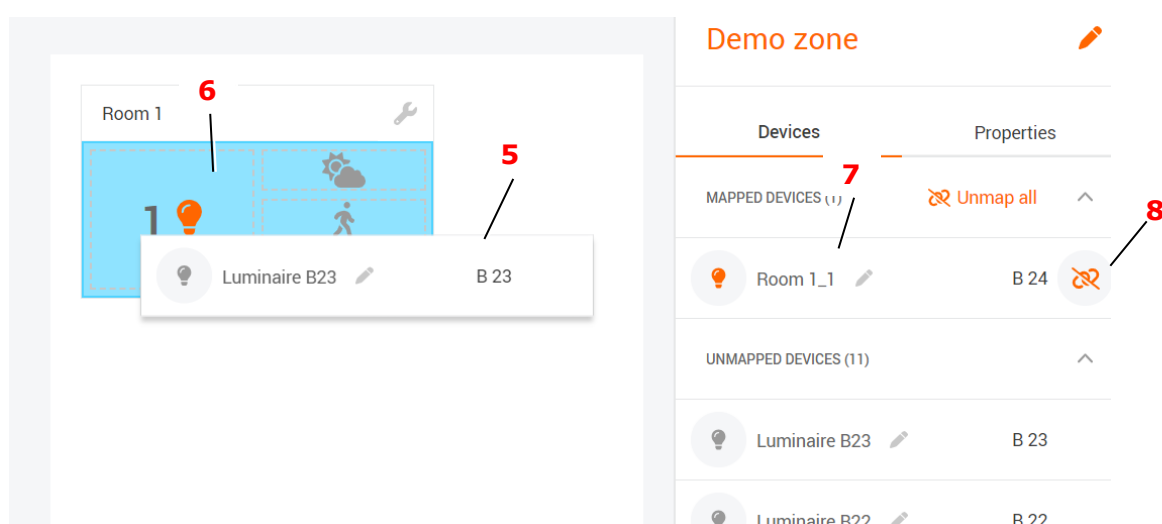 Demo zone
6
Room 1
5
Devices Properties
7
MAPPED DEVICES (1) Unmap all
8
1
Luminaire B23 B 23
Room 1_1 B 24
UNMAPPED DEVICES (11)
Luminaire B23 B 23
Luminaire B22 B 22